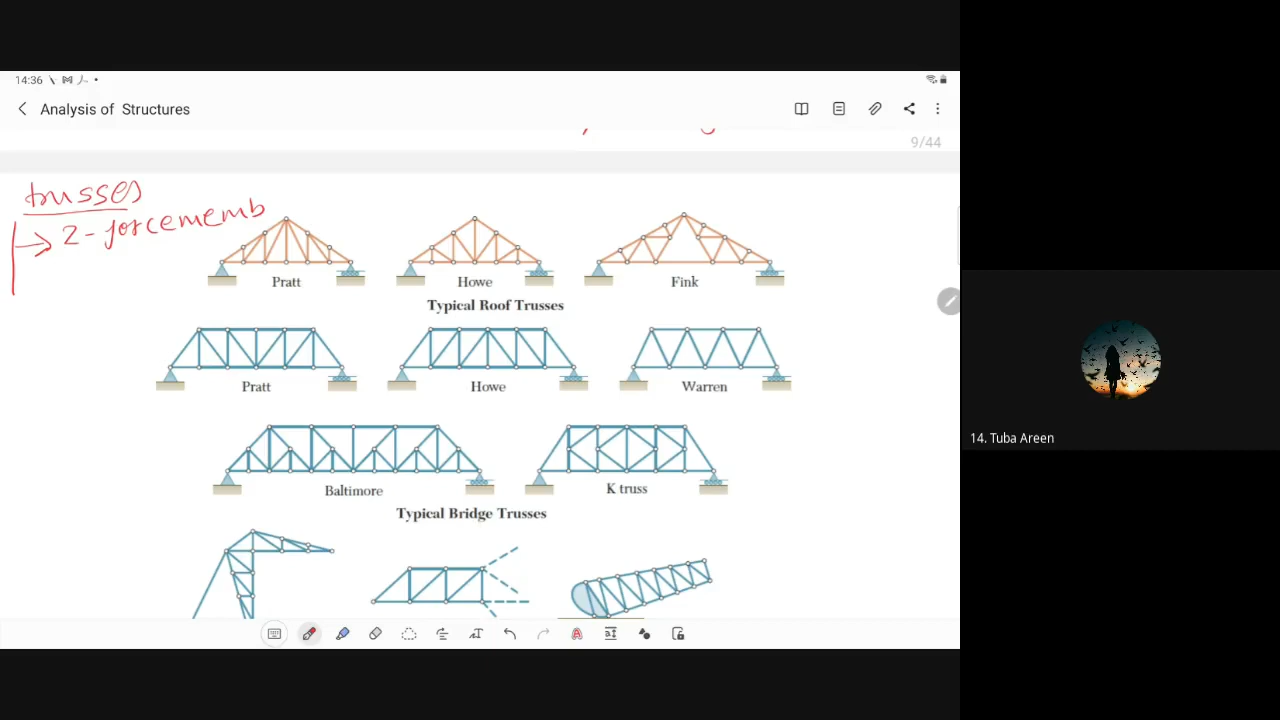 14:36
Analysis of Structures
9/44
trusses
2-forcememb
Pratt
Howe
Fink
Typical Roof Trusses
Pratt
Howe
Warren
Baltimore
K truss
Typical Bridge Trusses
14. Tuba Areen